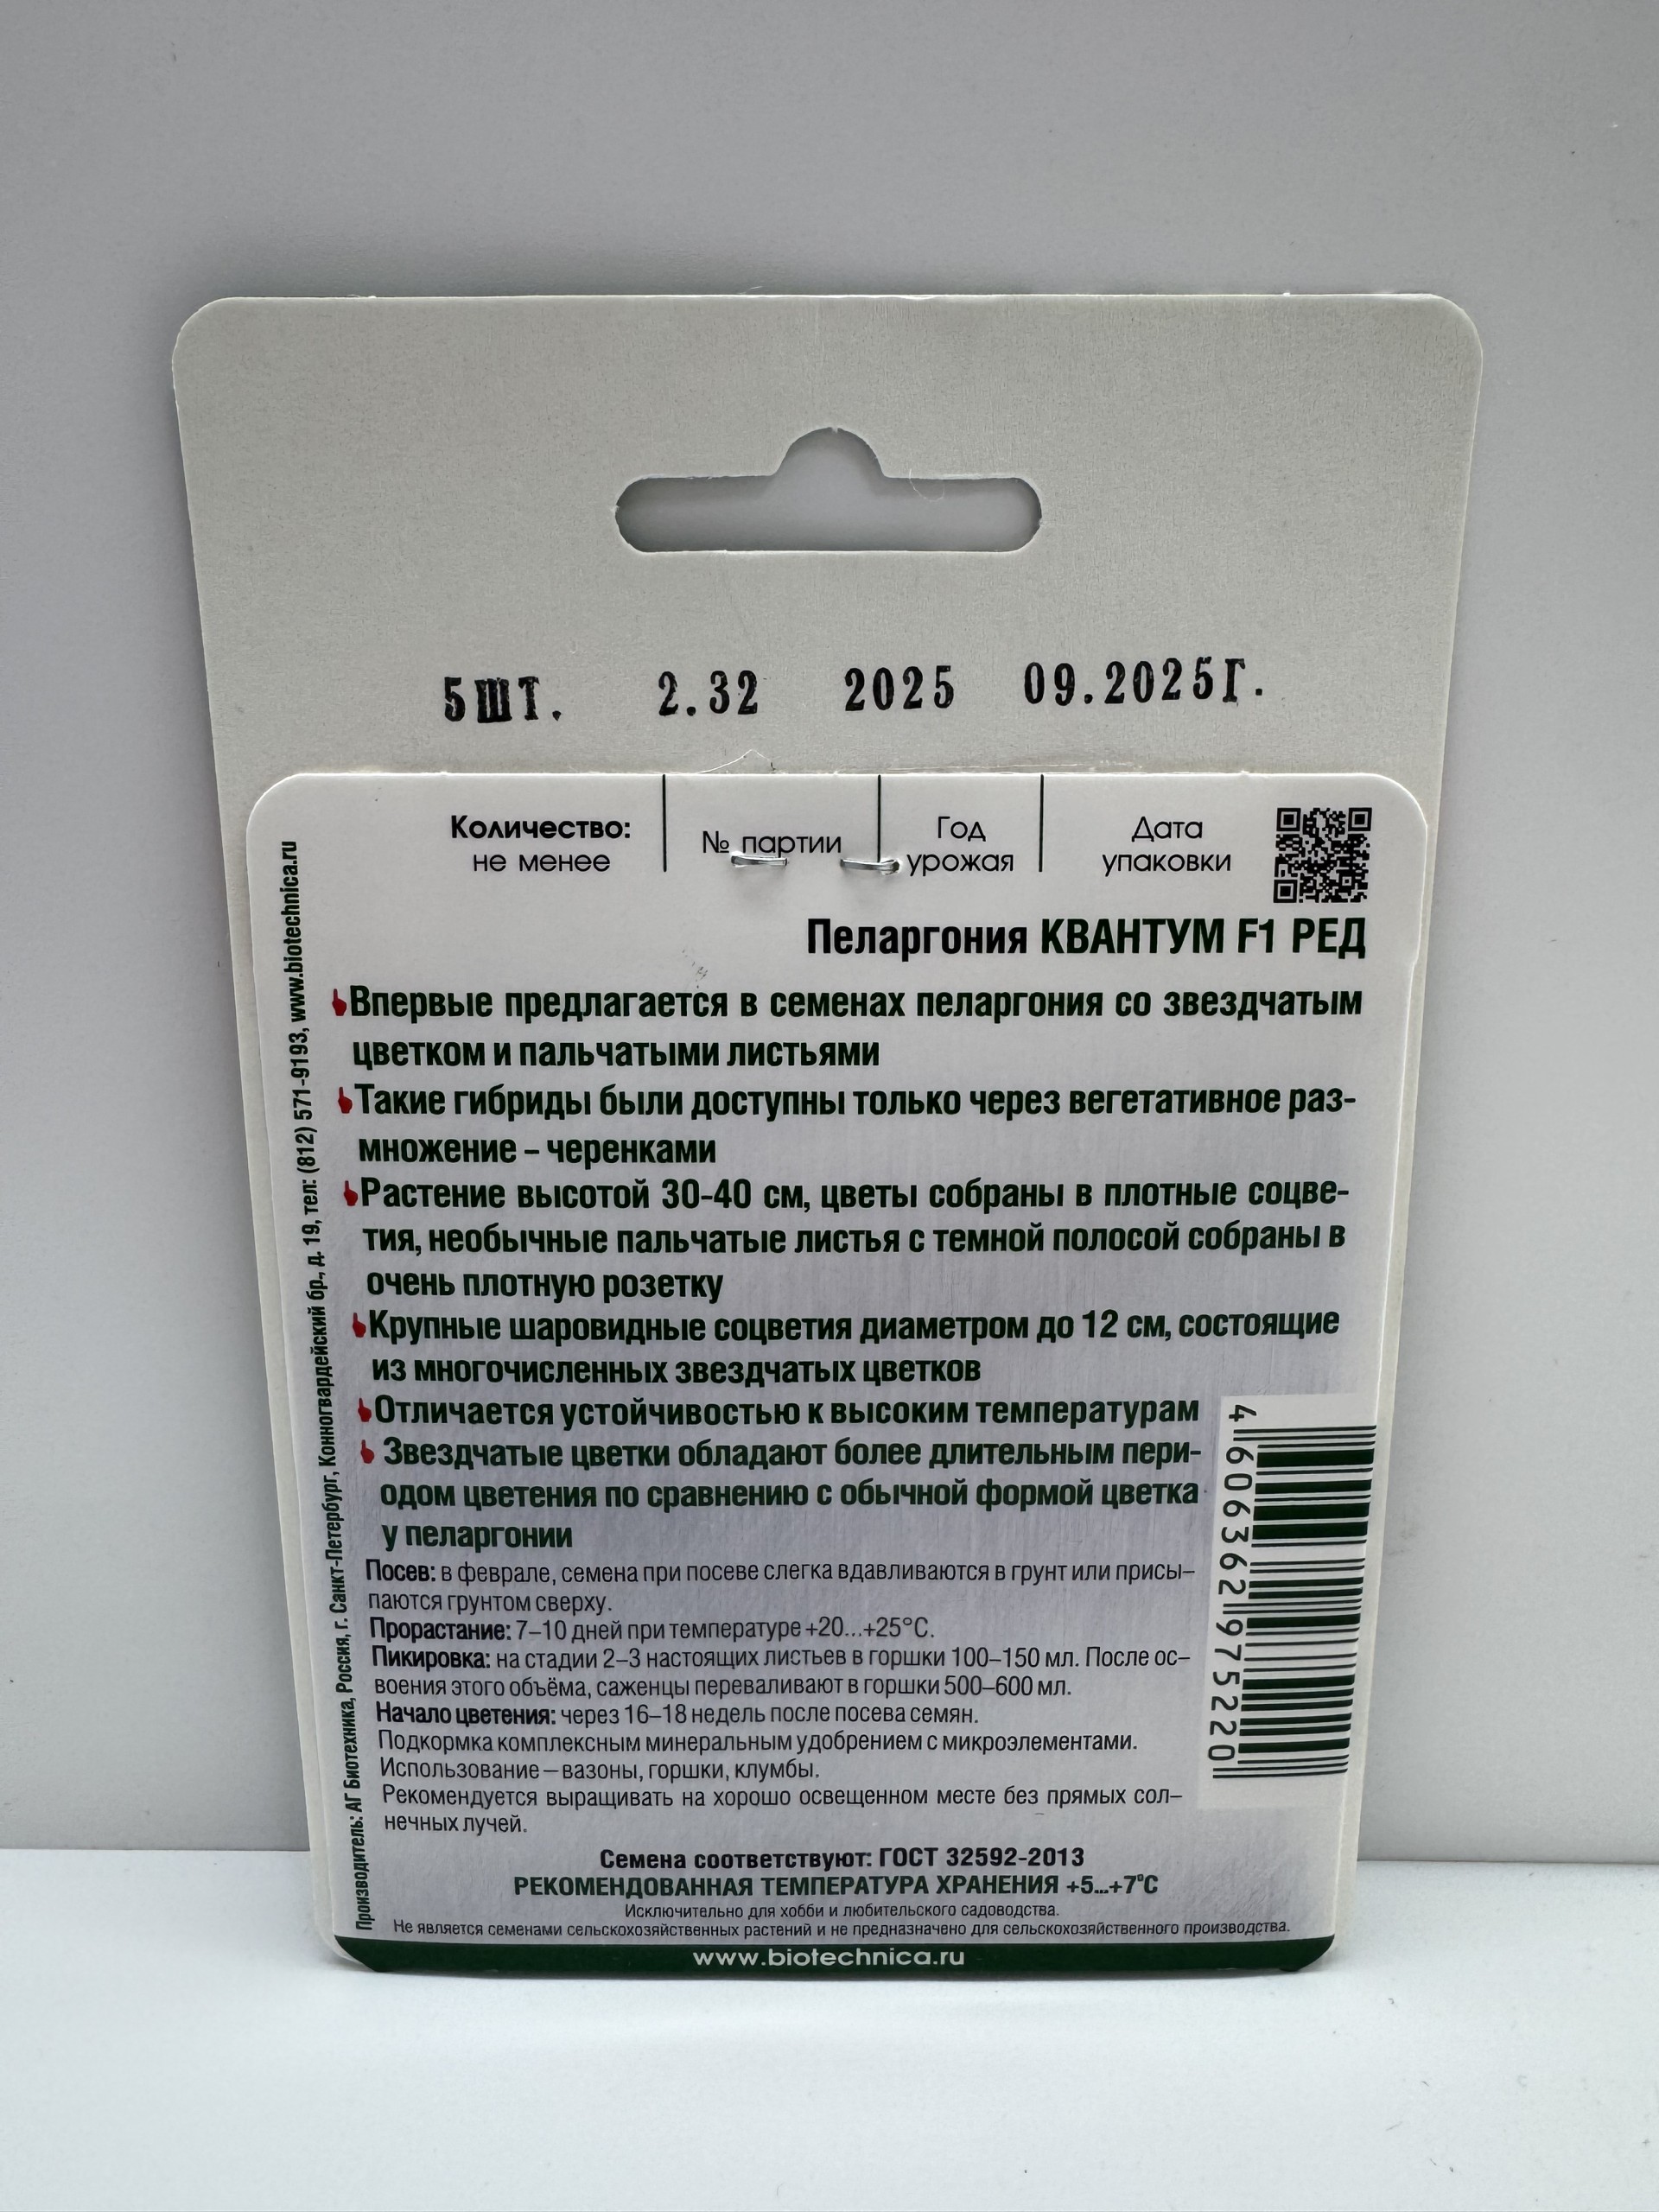 5ШТ. 2.32 2025 09.2025Г.
Количество:
не менее
№ партии
Год
урожая
Дата
упаковки
Пеларгония КВАНТУМ F1 РЕД
Впервые предлагается в семенах пеларгония со звездчатым
цветком и пальчатыми листьями
Такие гибриды были доступны только через вегетативное раз-
множение – черенками
Растение высотой 30-40 см, цветы собраны в плотные соцве-
тия, необычные пальчатые листья с темной полосой собраны в
очень плотную розетку
Крупные шаровидные соцветия диаметром до 12 см, состоящие
из многочисленных звездчатых цветков
Отличается устойчивостью к высоким температурам
Звездчатые цветки обладают более длительным пери-
одом цветения по сравнению с обычной формой цветка
у пеларгонии
Посев: в феврале, семена при посеве слегка вдавливаются в грунт или присы-
паются грунтом сверху.
Прорастание: 7–10 дней при температуре +20...+25°С.
Пикировка: на стадии 2–3 настоящих листьев в горшки 100–150 мл. После ос-
воения этого объёма, саженцы переваливают в горшки 500–600 мл.
Начало цветения: через 16–18 недель после посева семян.
Подкормка комплексным минеральным удобрением с микроэлементами.
Использование – вазоны, горшки, клумбы.
Рекомендуется выращивать на хорошо освещенном месте без прямых сол-
нечных лучей.
Семена соответствуют: ГОСТ 32592-2013
РЕКОМЕНДОВАННАЯ ТЕМПЕРАТУРА ХРАНЕНИЯ +5...+7°С
Исключительно для хобби и любительского садоводства.
Не является семенами сельскохозяйственных растений и не предназначено для сельскохозяйственного производства.
www.biotechnica.ru
Производитель: АГ Биотехника, Россия, г. Санкт-Петербург, Конногвардейский бр., д. 19, тел: (812) 571-9193, www.biotechnica.ru
4 606362 975220